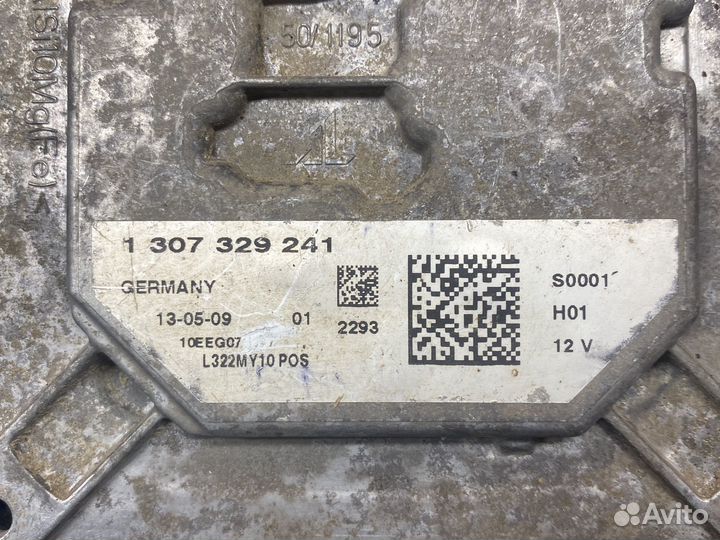 50/1195
1 307 329 241
GERMANY
13-05-09 01
2293
10EEG07
L322MY10 POS
S0001
H01
12 V
Avito